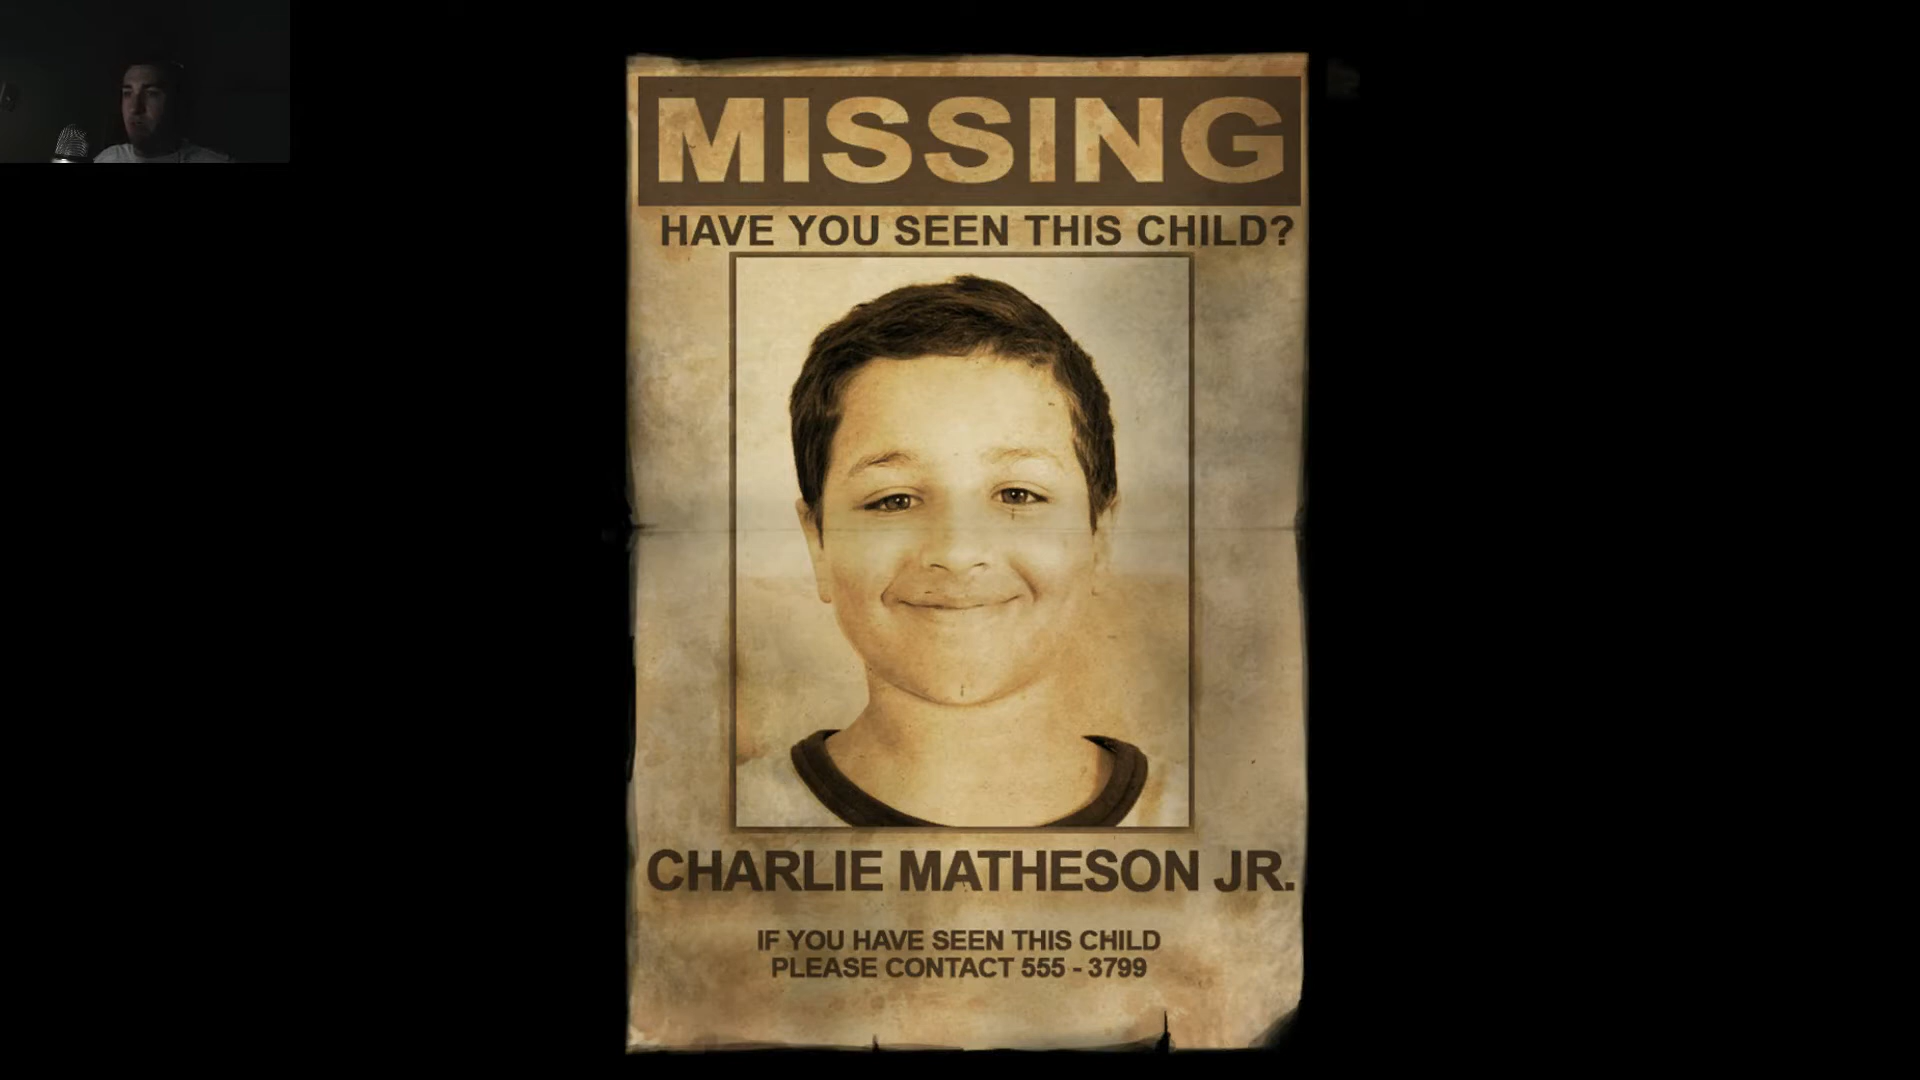 MISSING
HAVE YOU SEEN THIS CHILD?
CHARLIE MATHESON JR.
IF YOU HAVE SEEN THIS CHILD
PLEASE CONTACT 555 - 3799